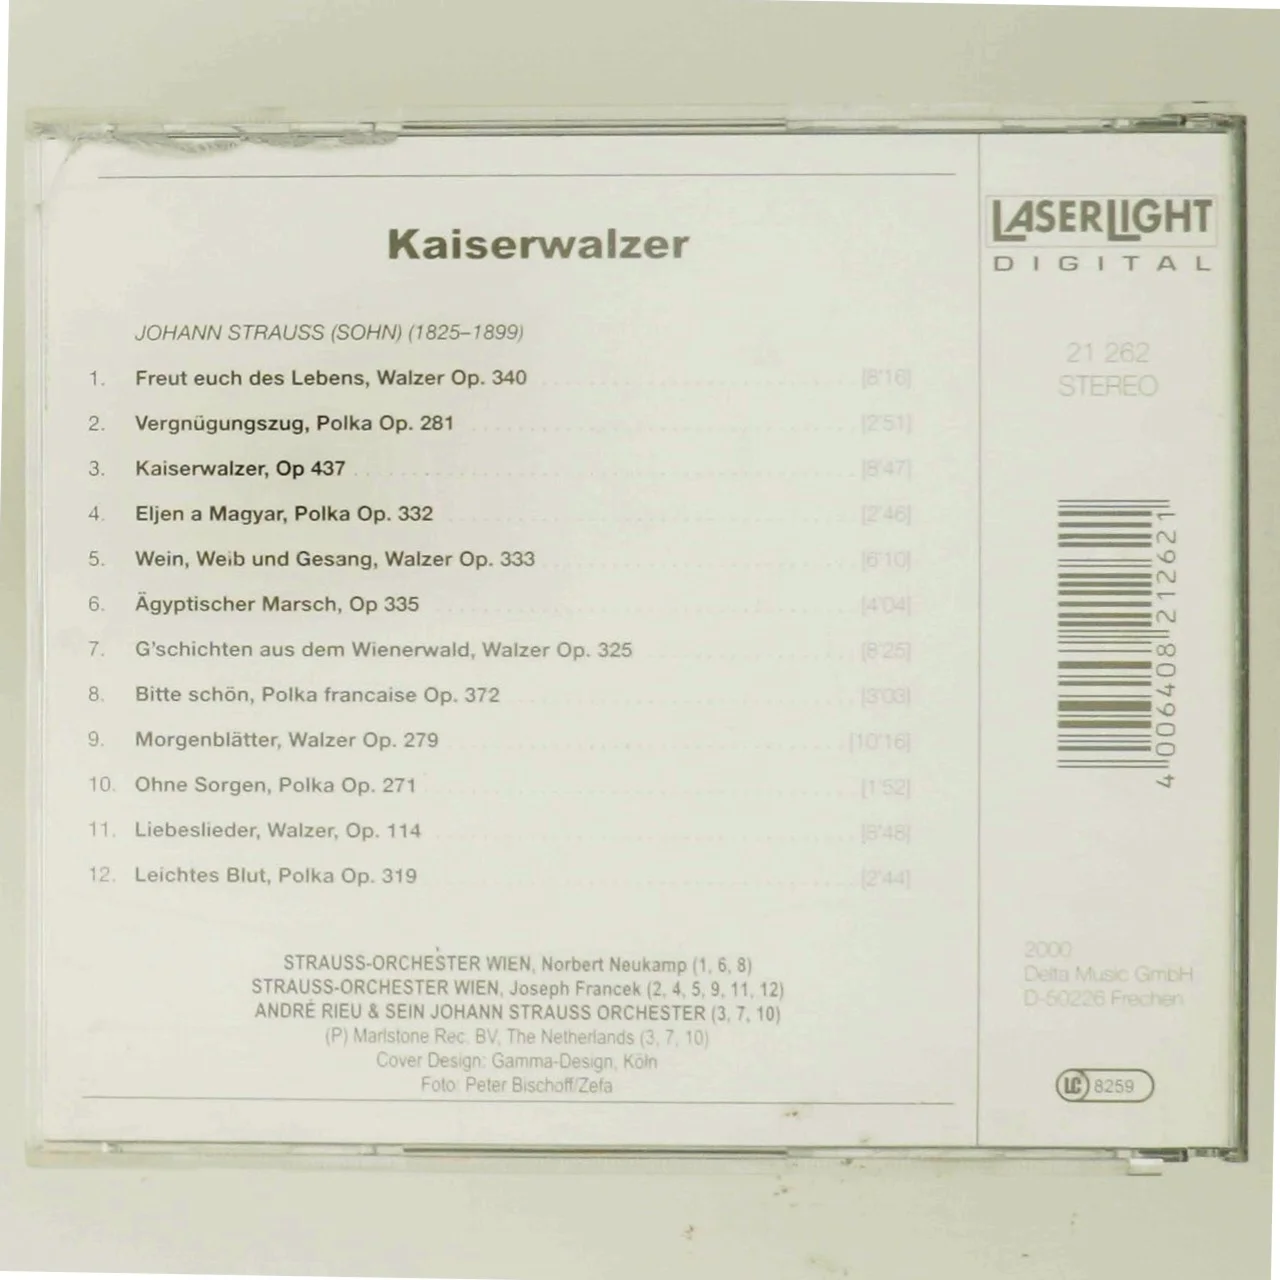 Kaiserwalzer
JOHANN STRAUSS (SOHN) (1825–1899)
1. Freut euch des Lebens, Walzer Op. 340 [8'16]
2. Vergnügungszug, Polka Op. 281 [2'51]
3. Kaiserwalzer, Op 437 [8'47]
4. Eljen a Magyar, Polka Op. 332 [2'46]
5. Wein, Weib und Gesang, Walzer Op. 333 [6'10]
6. Ägyptischer Marsch, Op 335 [4'04]
7. G'schichten aus dem Wienerwald, Walzer Op. 325 [8'25]
8. Bitte schön, Polka francaise Op. 372 [3'03]
9. Morgenblätter, Walzer Op. 279 [10'16]
10. Ohne Sorgen, Polka Op. 271 [1'52]
11. Liebeslieder, Walzer, Op. 114 [8'48]
12. Leichtes Blut, Polka Op. 319 [2'44]
STRAUSS-ORCHESTER WIEN, Norbert Neukamp (1, 6, 8)
STRAUSS-ORCHESTER WIEN, Joseph Francek (2, 4, 5, 9, 11, 12)
ANDRÉ RIEU & SEIN JOHANN STRAUSS ORCHESTER (3, 7, 10)
(P) Marlstone Rec. BV, The Netherlands (3, 7, 10)
Cover Design: Gamma-Design, Köln
Foto: Peter Bischoff/Zefa
LASERLIGHT
DIGITAL
21 262
STEREO
4 006408 212621
2000
Delta Music GmbH
D-50226 Frechen
LC 8259